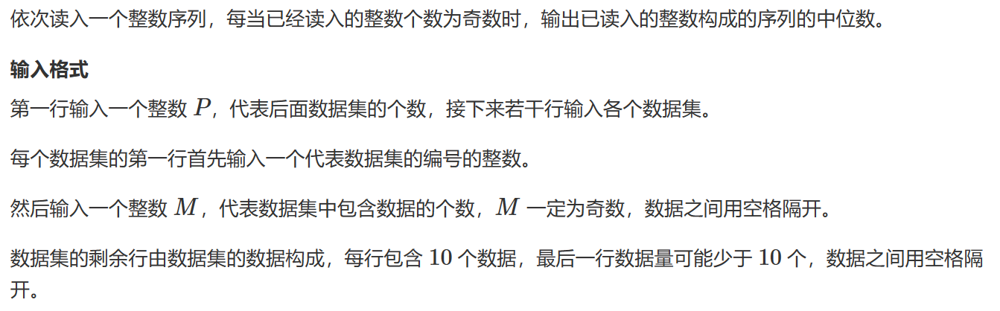 依次读入一个整数序列，每当已经读入的整数个数为奇数时，输出已读入的整数构成的序列的中位数。
输入格式
第一行输入一个整数 P，代表后面数据集的个数，接下来若干行输入各个数据集。
每个数据集的第一行首先输入一个代表数据集的编号的整数。
然后输入一个整数 M，代表数据集中包含数据的个数，M 一定为奇数，数据之间用空格隔开。
数据集的剩余行由数据集的数据构成，每行包含 10 个数据，最后一行数据量可能少于 10 个，数据之间用空格隔
开。